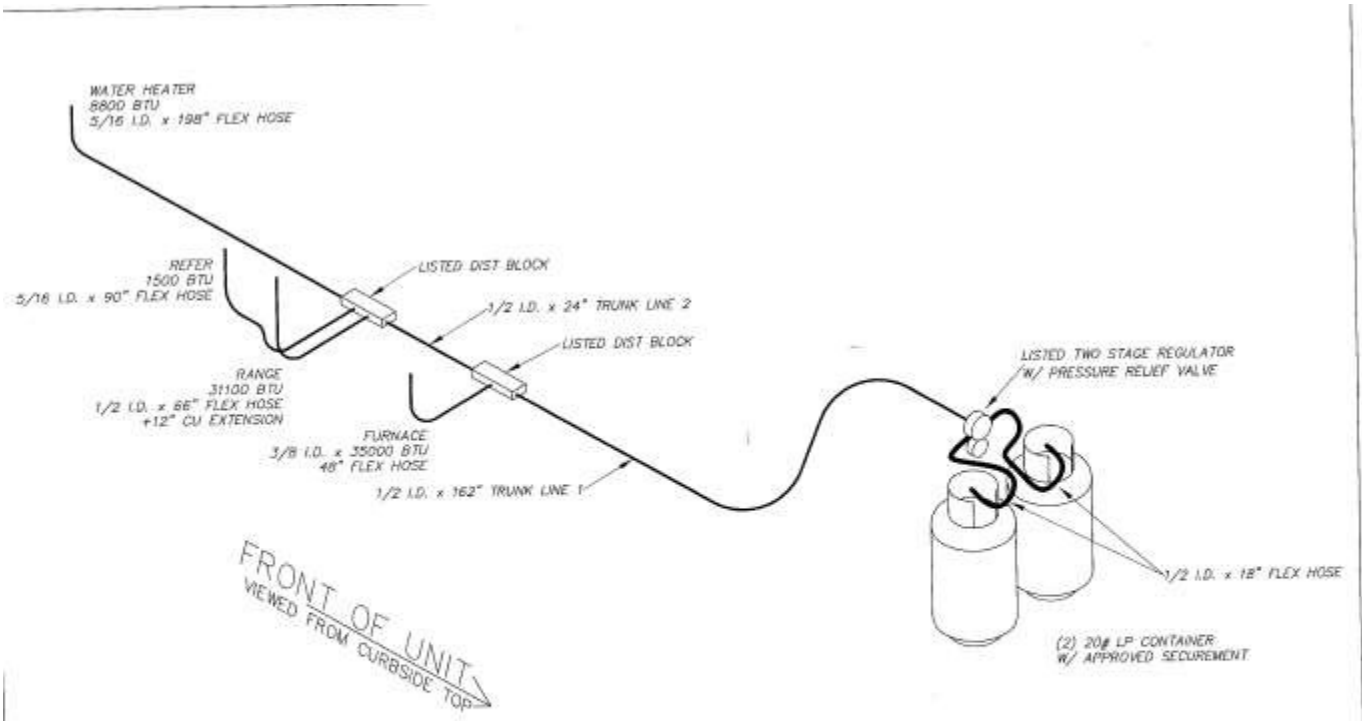 WATER HEATER
8800 BTU
5/16 I.D. x 198" FLEX HOSE
REFER
1500 BTU
5/16 I.D. x 90" FLEX HOSE
LISTED DIST BLOCK
1/2 I.D. x 24" TRUNK LINE 2
LISTED DIST BLOCK
RANGE
31100 BTU
1/2 I.D. x 66" FLEX HOSE
+12" CU EXTENSION
FURNACE
3/8 I.D. x 35000 BTU
48" FLEX HOSE
1/2 I.D. x 162" TRUNK LINE 1
LISTED TWO STAGE REGULATOR
W/ PRESSURE RELIEF VALVE
1/2 I.D. x 18" FLEX HOSE
(2) 20# LP CONTAINER
W/ APPROVED SECUREMENT
FRONT OF UNIT
VIEWED FROM CURBSIDE TOP